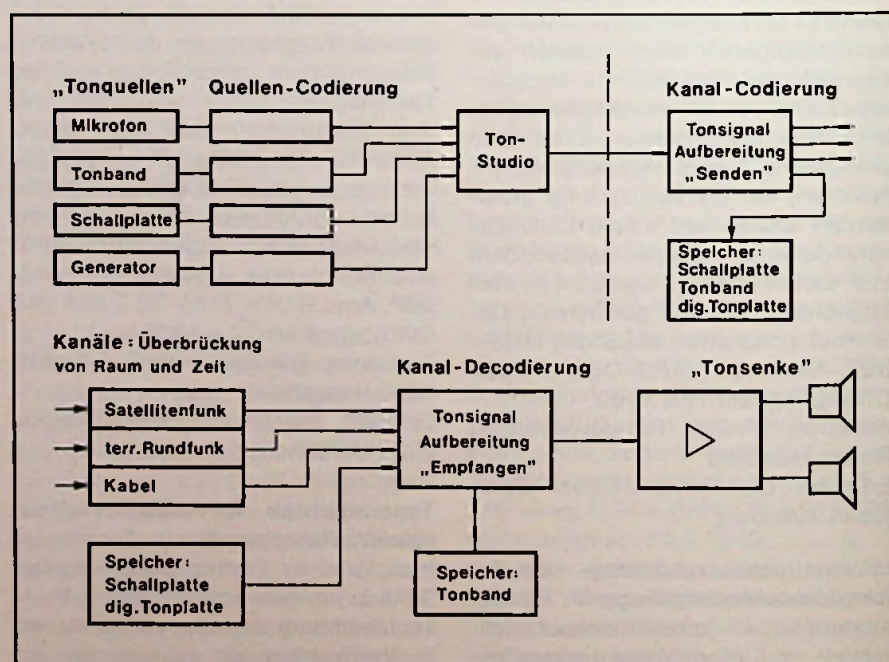 „Tonquellen"
Quellen-Codierung
Kanal-Codierung
Mikrofon
Tonband
Schallplatte
Generator
Ton-
Studio
Tonsignal
Aufbereitung
„Senden"
Speicher:
Schallplatte
Tonband
dig.Tonplatte
Kanäle: Überbrückung
von Raum und Zeit
Kanal-Decodierung
„Tonsenke"
Satellitenfunk
terr.Rundfunk
Kabel
Tonsignal
Aufbereitung
„Empfangen"
Speicher:
Schallplatte
dig.Tonplatte
Speicher:
Tonband